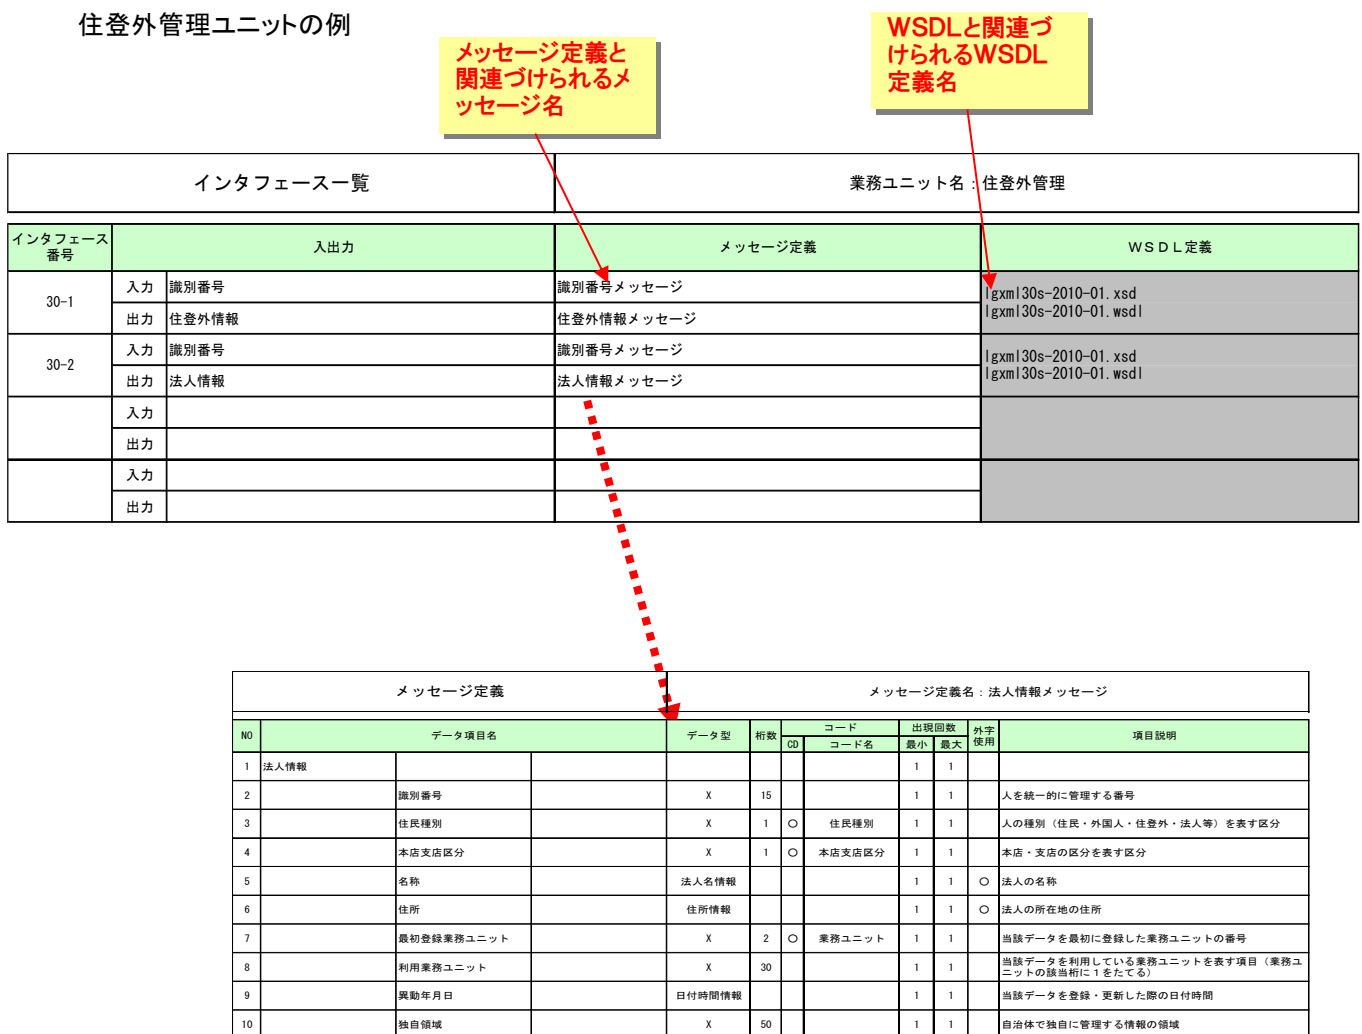 住登外管理ユニットの例
メッセージ定義と
関連づけられるメ
ッセージ名
WSDLと関連づ
けられるWSDL
定義名
インタフェース一覧
業務ユニット名：住登外管理
インタフェース
番号
入出力
メッセージ定義
WSDL定義
30-1
入力
識別番号
識別番号メッセージ
出力
住登外情報
住登外情報メッセージ
lgxml30s-2010-01.xsd
lgxml30s-2010-01.wsdl
30-2
入力
識別番号
識別番号メッセージ
出力
法人情報
法人情報メッセージ
lgxml30s-2010-01.xsd
lgxml30s-2010-01.wsdl
入力
出力
入力
出力
メッセージ定義
メッセージ定義名：法人情報メッセージ
NO
データ項目名
データ型
桁数
コード
CD
コード名
出現回数
最小
最大
外字
使用
項目説明
1 法人情報 1 1
2 識別番号 X 15 1 1 人を統一的に管理する番号
3 住民種別 X 1 ○ 住民種別 1 1 人の種別（住民・外国人・住登外・法人等）を表す区分
4 本店支店区分 X 1 ○ 本店支店区分 1 1 本店・支店の区分を表す区分
5 名称 法人名情報 1 1 ○ 法人の名称
6 住所 住所情報 1 1 ○ 法人の所在地の住所
7 最初登録業務ユニット X 2 ○ 業務ユニット 1 1 当該データを最初に登録した業務ユニットの番号
8 利用業務ユニット X 30 1 1 当該データを利用している業務ユニットを表す項目（業務ユ
ニットの該当桁に１をたてる）
9 異動年月日 日付時間情報 1 1 当該データを登録・更新した際の日付時間
10 独自領域 X 50 1 1 自治体で独自に管理する情報の領域